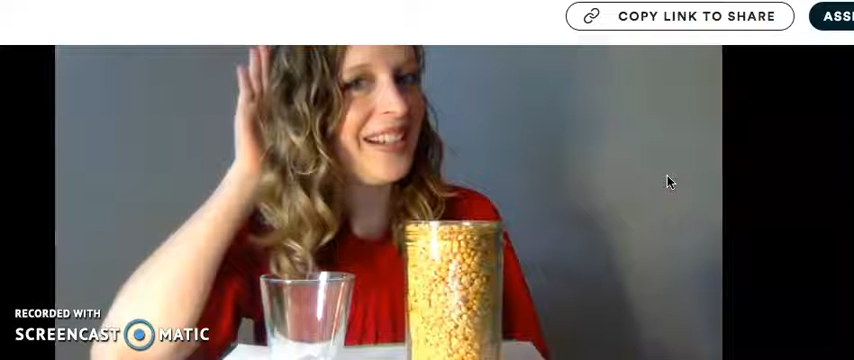 COPY LINK TO SHARE
RECORDED WITH
SCREENCAST MATIC